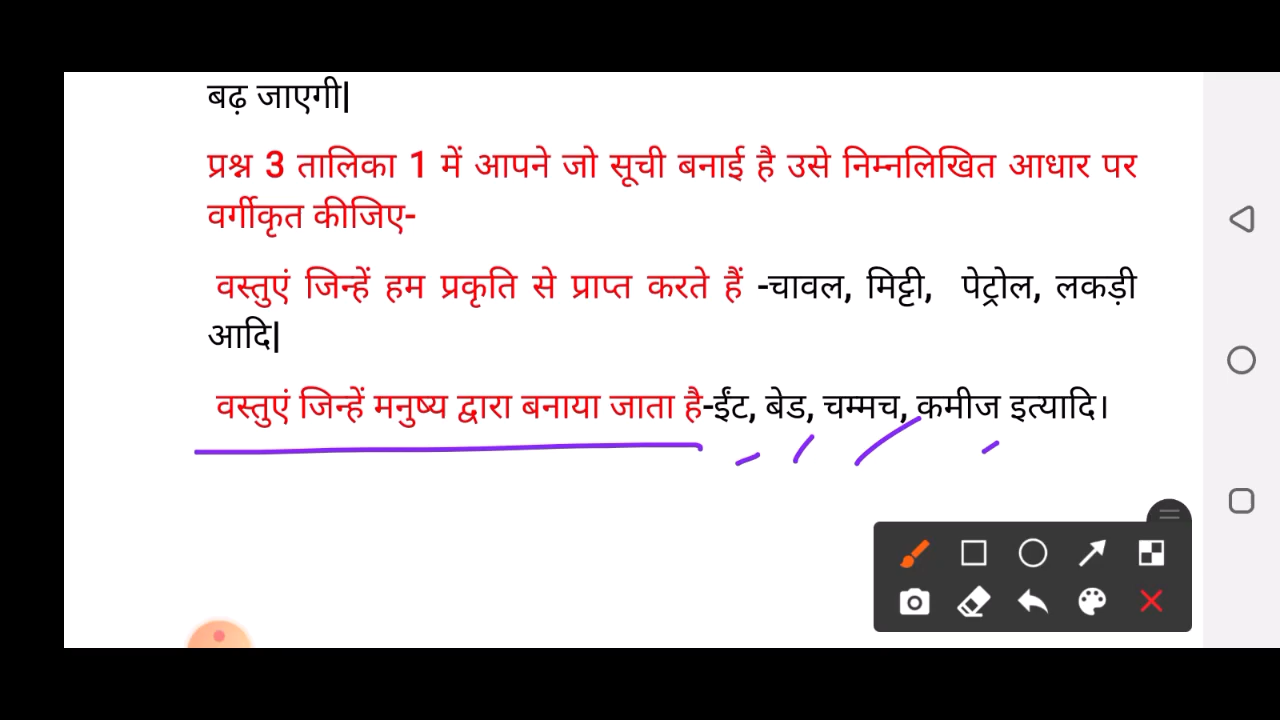 बढ़ जाएगी|
प्रश्न 3 तालिका 1 में आपने जो सूची बनाई है उसे निम्नलिखित आधार पर
वर्गीकृत कीजिए-
वस्तुएं जिन्हें हम प्रकृति से प्राप्त करते हैं -चावल, मिट्टी, पेट्रोल, लकड़ी
आदि|
वस्तुएं जिन्हें मनुष्य द्वारा बनाया जाता है-ईंट, बेड, चम्मच, कमीज इत्यादि।